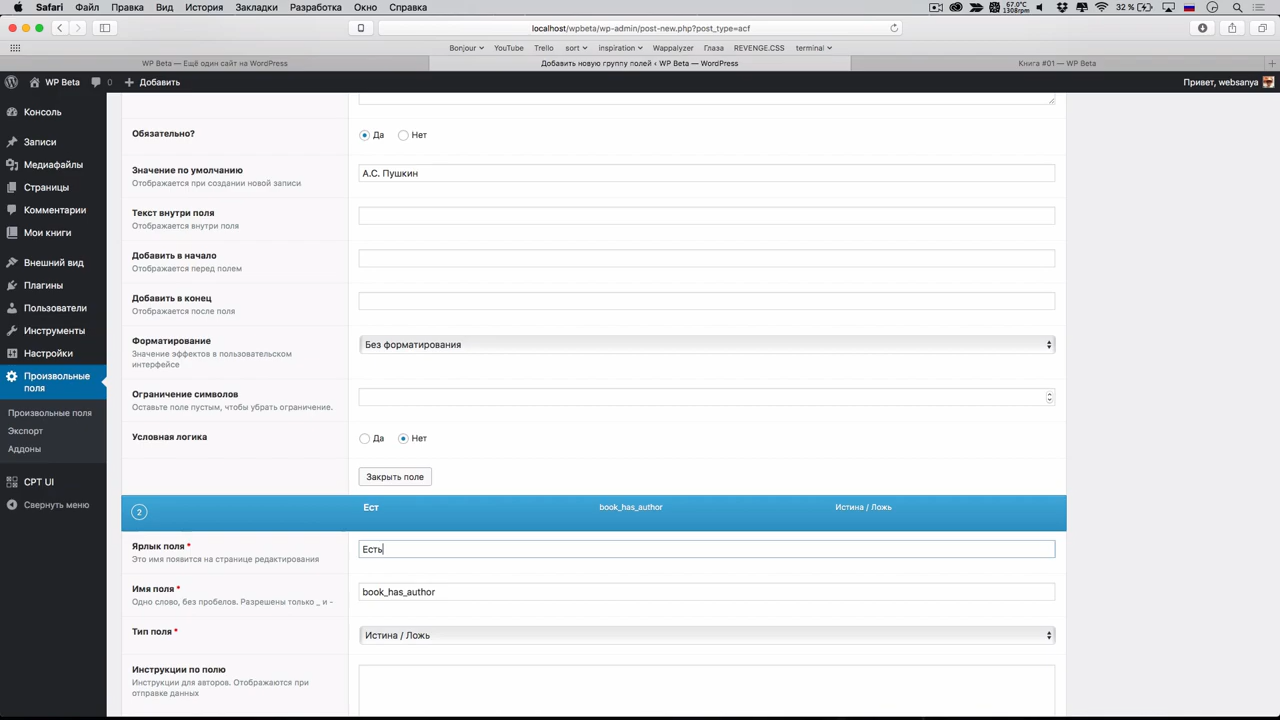 Safari Файл Правка Вид История Закладки Разработка Окно Справка 67.0°C 1308rpm 32 %
localhost/wpbeta/wp-admin/post-new.php?post_type=acf
Bonjour YouTube Trello sort inspiration Wappalyzer Глаза REVENGE.CSS terminal
WP Beta — Ещё один сайт на WordPress Добавить новую группу полей ‹ WP Beta — WordPress Книга #01 — WP Beta
WP Beta 0 Добавить Привет, websanya
Консоль
Записи
Медиафайлы
Страницы
Комментарии
Мои книги
Внешний вид
Плагины
Пользователи
Инструменты
Настройки
Произвольные
поля
Произвольные поля
Экспорт
Аддоны
CPT UI
Свернуть меню
Обязательно? Да Нет
Значение по умолчанию
Отображается при создании новой записи
А.С. Пушкин
Текст внутри поля
Отображается внутри поля
Добавить в начало
Отображается перед полем
Добавить в конец
Отображается после поля
Форматирование
Значение эффектов в пользовательском
интерфейсе
Без форматирования
Ограничение символов
Оставьте поле пустым, чтобы убрать ограничение.
Условная логика Да Нет
Закрыть поле
2 Ест book_has_author Истина / Ложь
Ярлык поля *
Это имя появится на странице редактирования
Есть
Имя поля *
Одно слово, без пробелов. Разрешены только _ и -
book_has_author
Тип поля *
Истина / Ложь
Инструкции по полю
Инструкции для авторов. Отображаются при
отправке данных